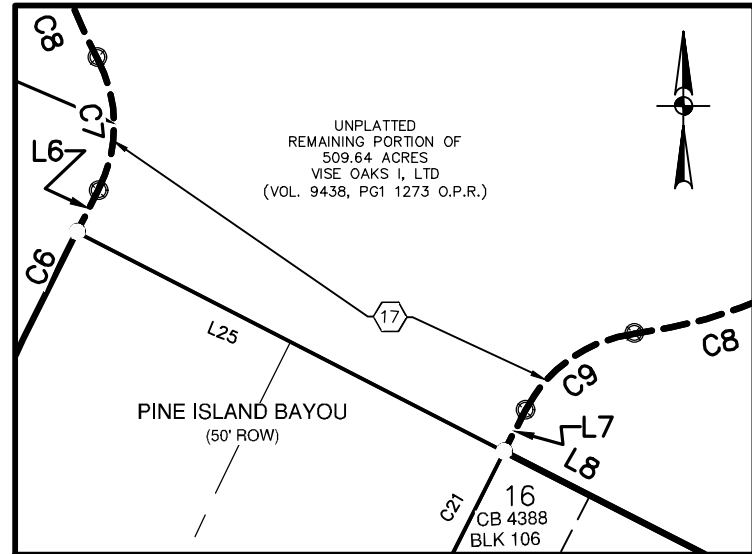 C8
C7
L6
UNPLATTED
REMAINING PORTION OF
509.64 ACRES
VISE OAKS I, LTD
(VOL. 9438, PG1 1273 O.P.R.)
C6
17
L25
C8
C9
PINE ISLAND BAYOU
(50' ROW)
L7
L8
C21
16
CB 4388
BLK 106